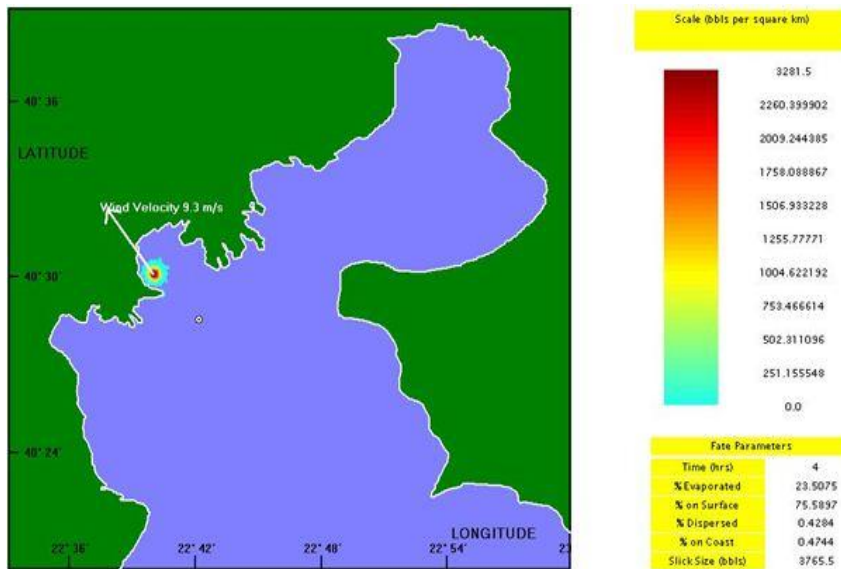 40° 36
LATITUDE
Wind Velocity 9.3 m/s
40° 30
40° 24
LONGITUDE
22° 36
22° 42
22° 48
22° 54
23
Scale (bbls per square km)
3281.5
2260.399902
2009.244385
1758.088867
1506.933228
1255.77771
1004.622192
753.466614
502.311096
251.155548
0.0
Fate Parameters
Time (hrs) 4
% Evaporated 23.5075
% on Surface 75.5897
% Dispersed 0.4284
% on Coast 0.4744
Slick Size (bbls) 3765.5